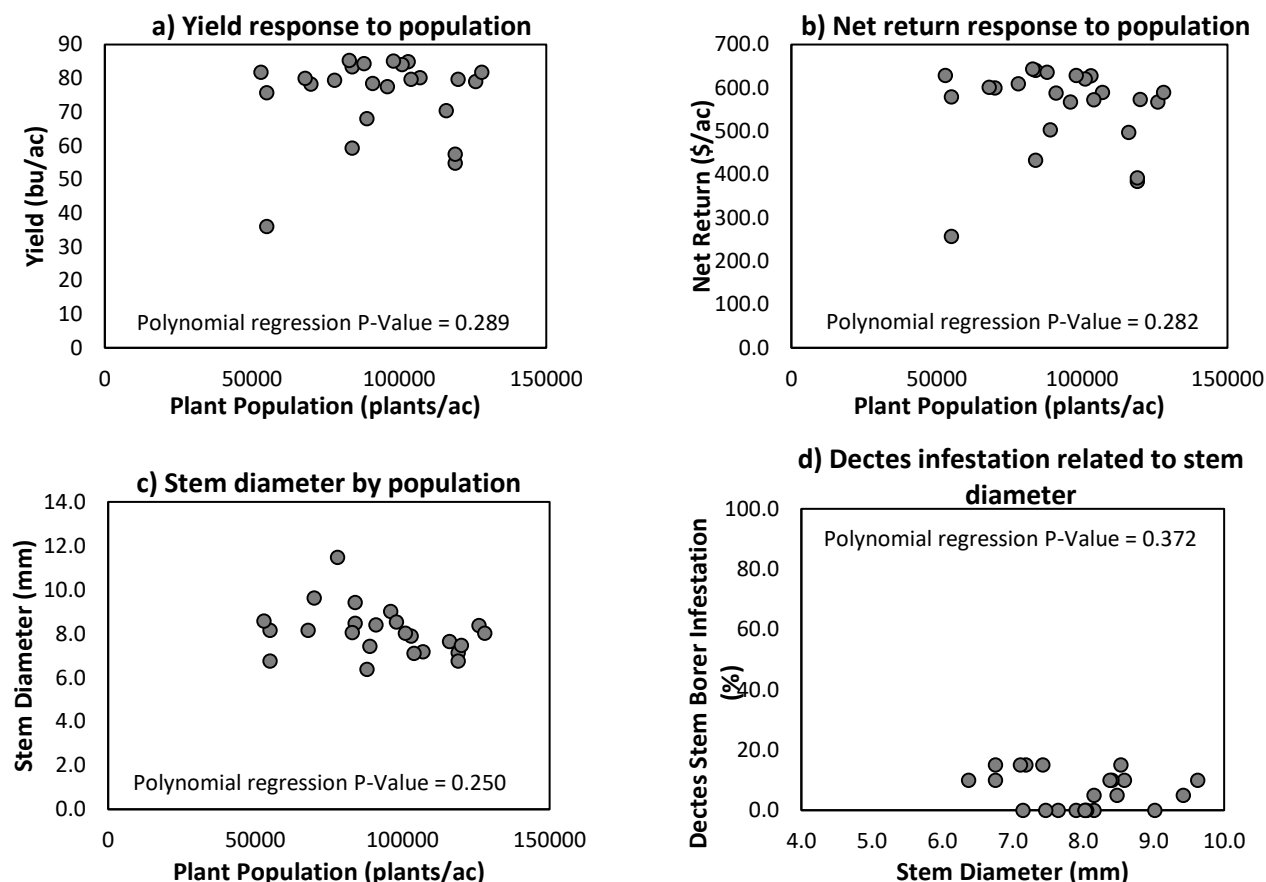 a) Yield response to population
90
80
70
60
50
40
30
20
10
0
Yield (bu/ac)
Polynomial regression P-Value = 0.289
0 50000 100000 150000
Plant Population (plants/ac)
b) Net return response to population
700.0
600.0
500.0
400.0
300.0
200.0
100.0
0.0
Net Return ($/ac)
Polynomial regression P-Value = 0.282
0 50000 100000 150000
Plant Population (plants/ac)
c) Stem diameter by population
14.0
12.0
10.0
8.0
6.0
4.0
2.0
0.0
Stem Diameter (mm)
Polynomial regression P-Value = 0.250
0 50000 100000 150000
Plant Population (plants/ac)
d) Dectes infestation related to stem
diameter
100.0
80.0
60.0
40.0
20.0
0.0
Dectes Stem Borer Infestation
(%)
Polynomial regression P-Value = 0.372
4.0 5.0 6.0 7.0 8.0 9.0 10.0
Stem Diameter (mm)